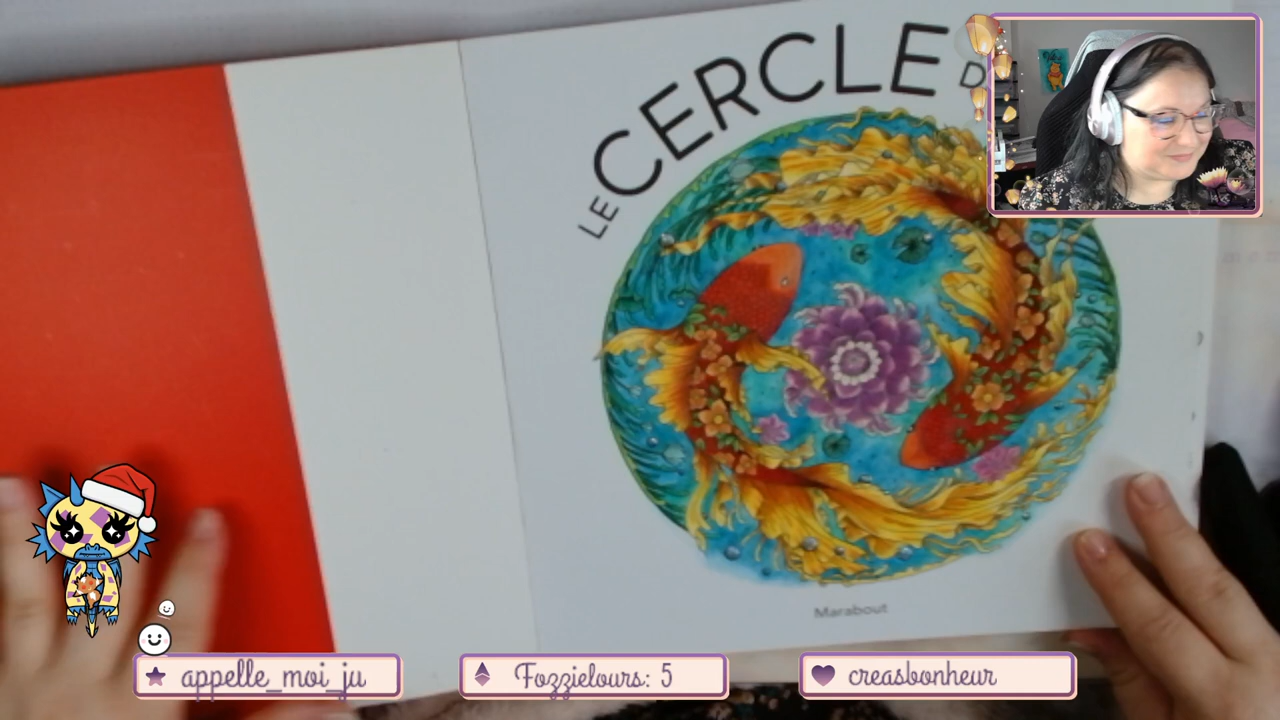 LE CERCLE D
Marabout
appelle_moi_ju
Fozzielours: 5
creasbonheur